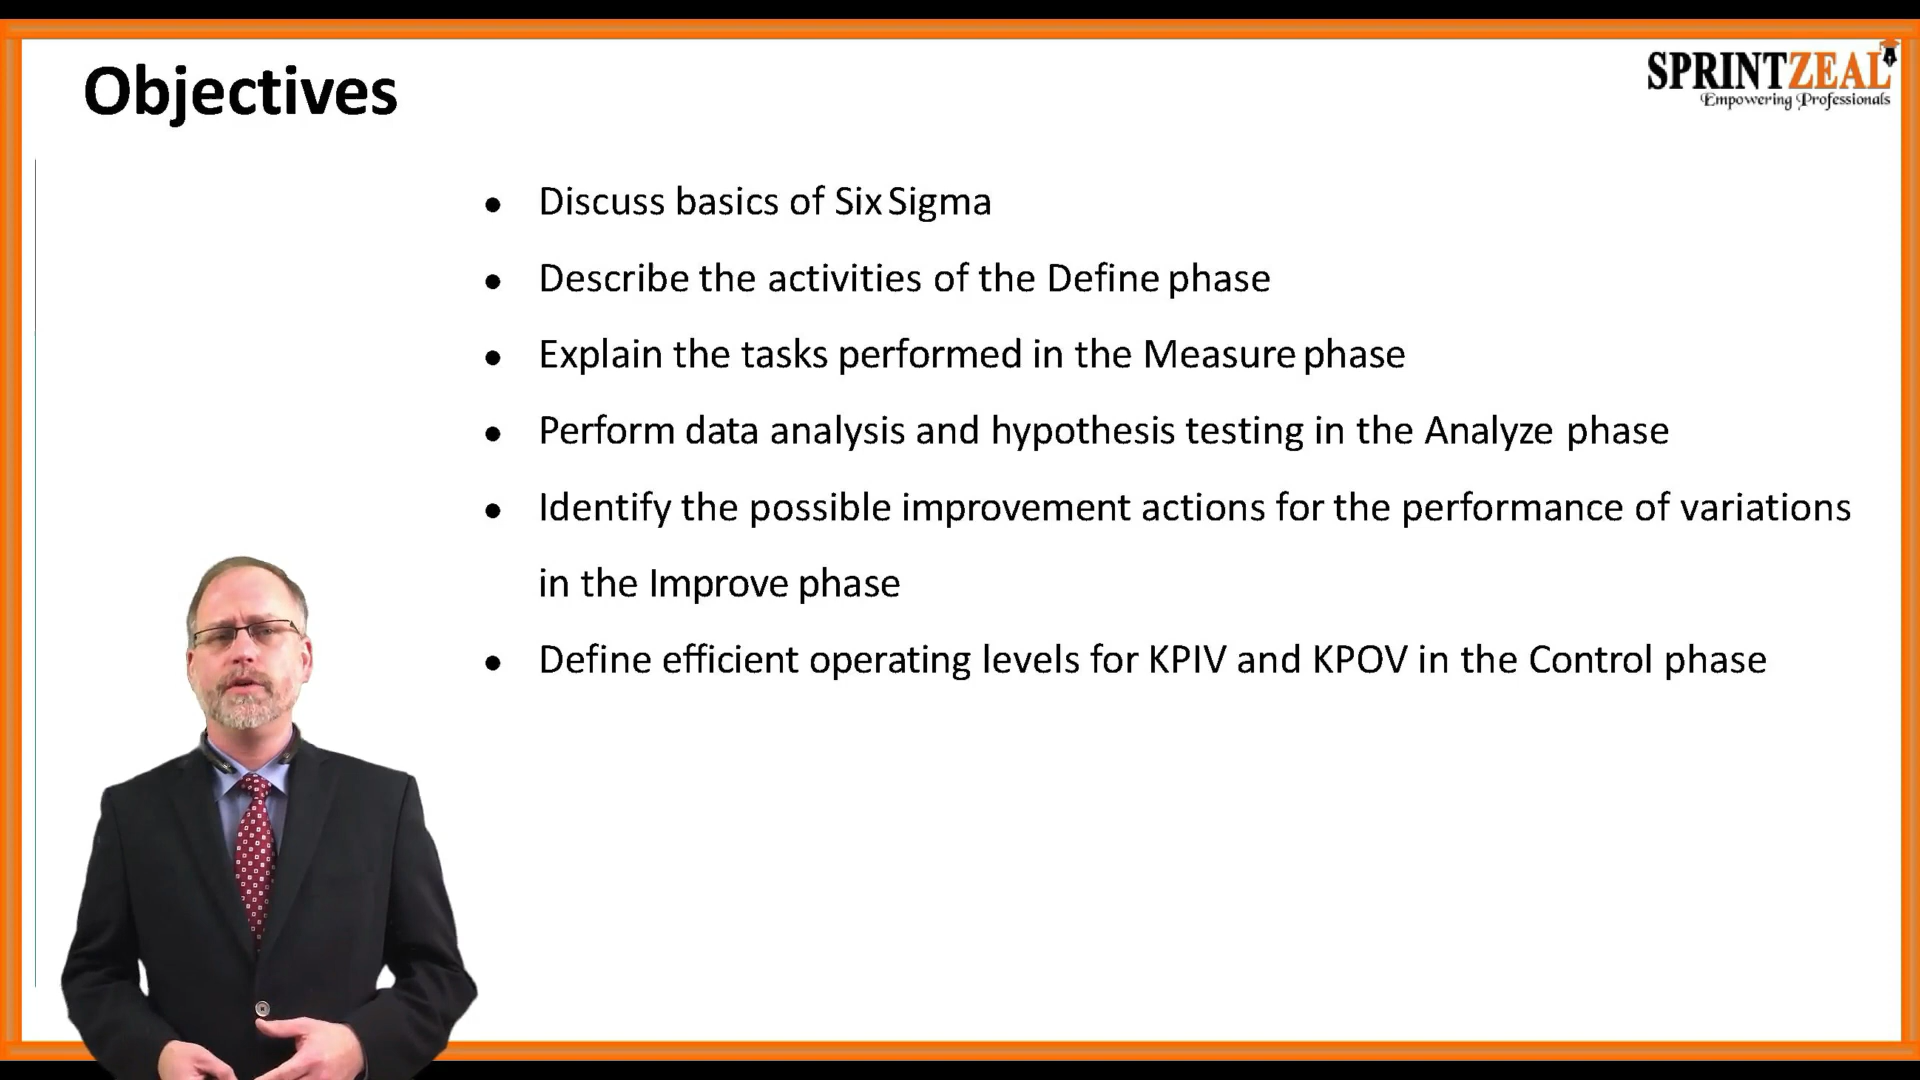 Objectives
SPRINTZEAL
Empowering Professionals
• Discuss basics of Six Sigma
• Describe the activities of the Define phase
• Explain the tasks performed in the Measure phase
• Perform data analysis and hypothesis testing in the Analyze phase
• Identify the possible improvement actions for the performance of variations
in the Improve phase
• Define efficient operating levels for KPIV and KPOV in the Control phase